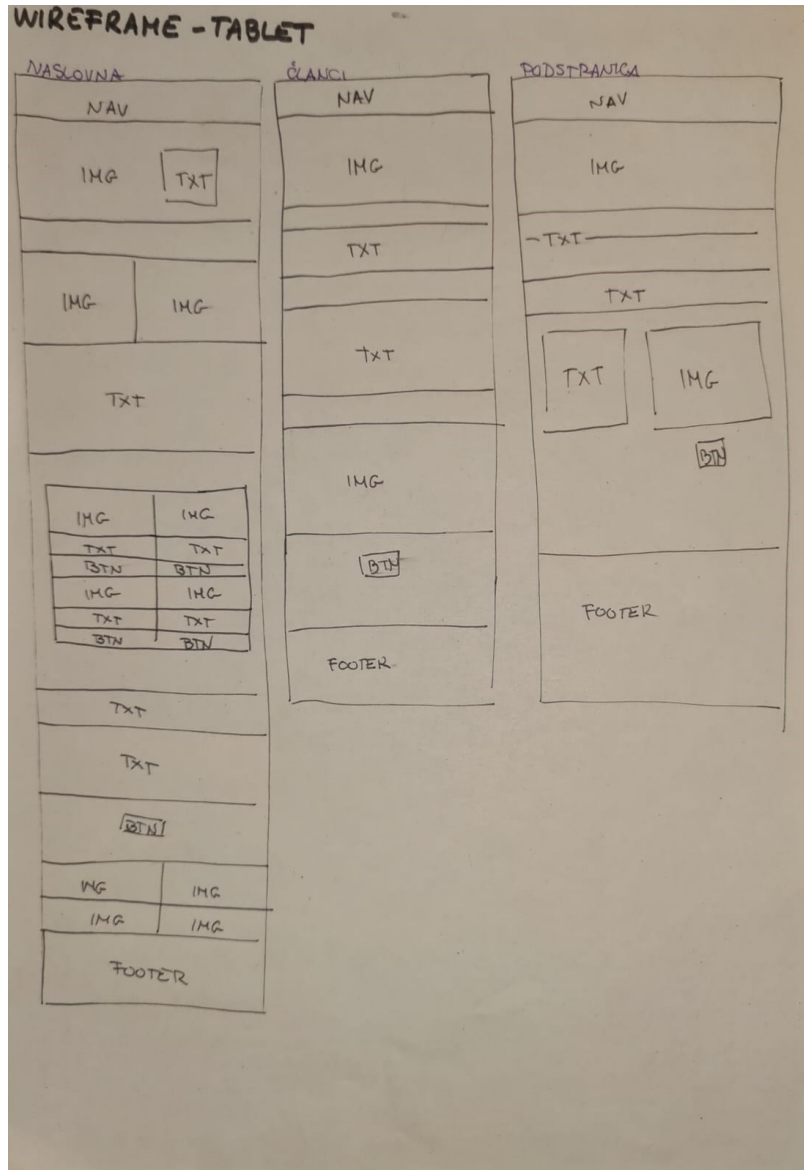 WIREFRAME - TABLET
NASLOVNA
NAV
IMG TXT
IMG IMG
TXT
IMG IMG
TXT TXT
BTN BTN
IMG IMG
TXT TXT
BTN BTN
TXT
TXT
BTN
IMG IMG
IMG IMG
FOOTER
ČLANCI
NAV
IMG
TXT
TXT
IMG
BTN
FOOTER
PODSTRANICA
NAV
IMG
TXT
TXT
TXT IMG
BTN
FOOTER